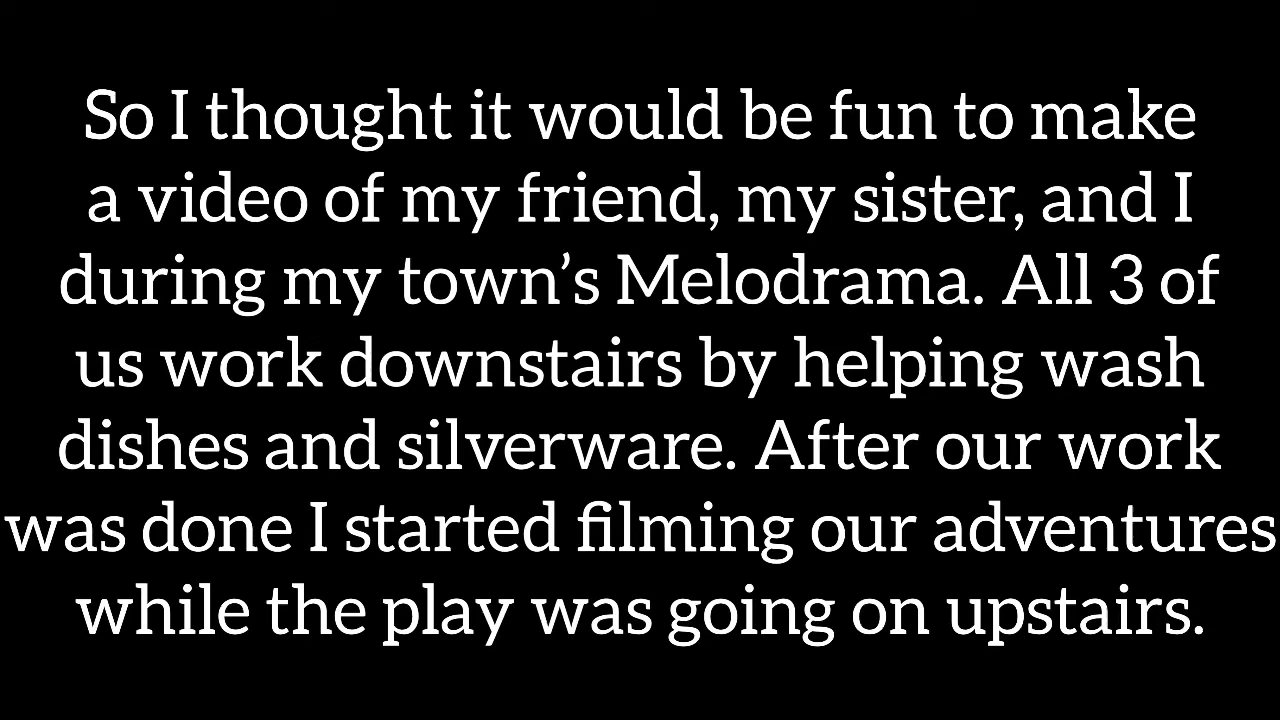 So I thought it would be fun to make
a video of my friend, my sister, and I
during my town’s Melodrama. All 3 of
us work downstairs by helping wash
dishes and silverware. After our work
was done I started filming our adventures
while the play was going on upstairs.